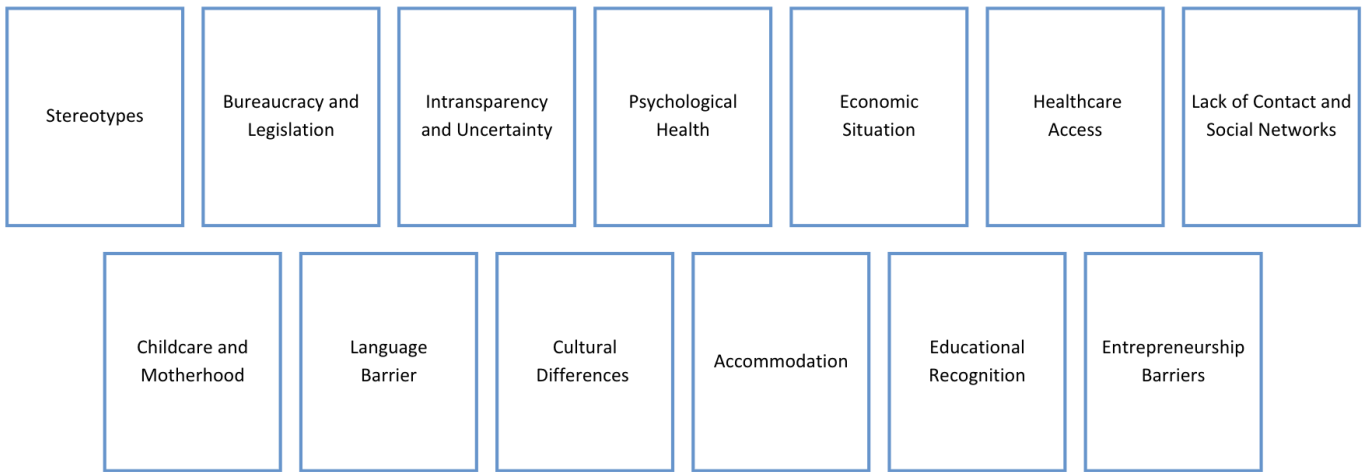 Stereotypes
Bureaucracy and
Legislation
Intransparency
and Uncertainty
Psychological
Health
Economic
Situation
Healthcare
Access
Lack of Contact and
Social Networks
Childcare and
Motherhood
Language
Barrier
Cultural
Differences
Accommodation
Educational
Recognition
Entrepreneurship
Barriers